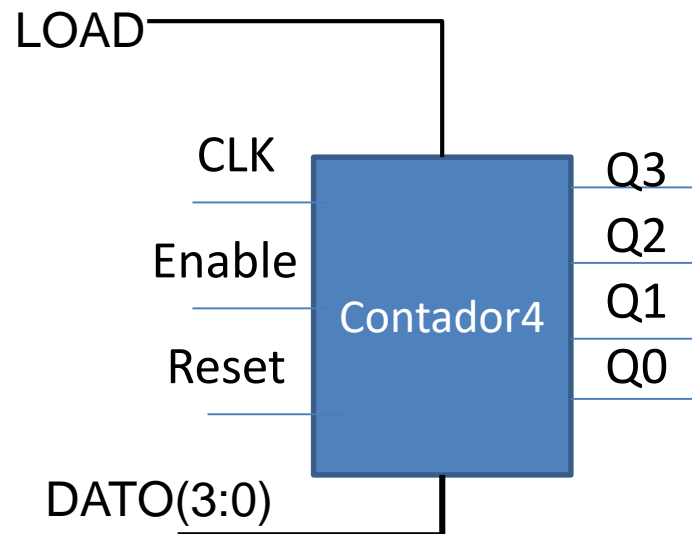 LOAD
CLK
Q3
Q2
Enable
Q1
Contador4
Reset
Q0
DATO(3:0)